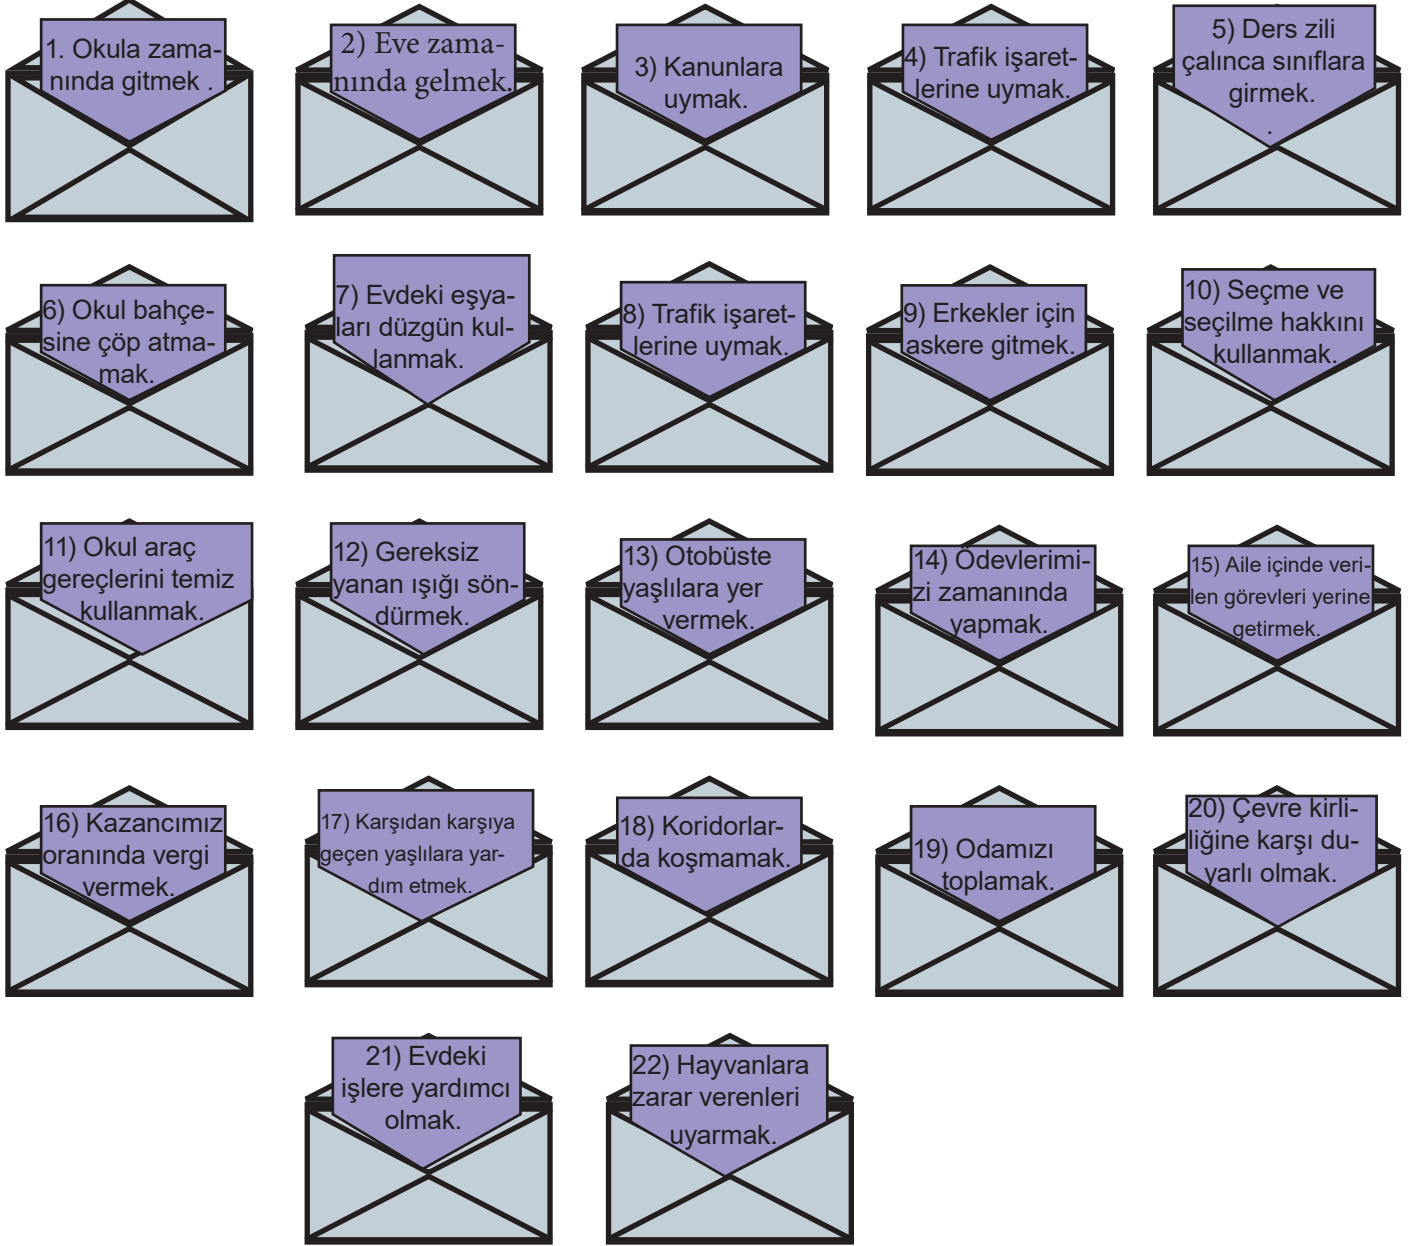 1. Okula zama-
nında gitmek .
2) Eve zama-
nında gelmek.
3) Kanunlara
uymak.
4) Trafik işaret-
lerine uymak.
5) Ders zili
çalınca sınıflara
girmek.
.
6) Okul bahçe-
sine çöp atma-
mak.
7) Evdeki eşya-
ları düzgün kul-
lanmak.
8) Trafik işaret-
lerine uymak.
9) Erkekler için
askere gitmek.
10) Seçme ve
seçilme hakkını
kullanmak.
11) Okul araç
gereçlerini temiz
kullanmak.
12) Gereksiz
yanan ışığı sön-
dürmek.
13) Otobüste
yaşlılara yer
vermek.
14) Ödevlerimi-
zi zamanında
yapmak.
15) Aile içinde veri-
len görevleri yerine
getirmek.
16) Kazancımız
oranında vergi
vermek.
17) Karşıdan karşıya
geçen yaşlılara yar-
dım etmek.
18) Koridorlar-
da koşmamak.
19) Odamızı
toplamak.
20) Çevre kirli-
liğine karşı du-
yarlı olmak.
21) Evdeki
işlere yardımcı
olmak.
22) Hayvanlara
zarar verenleri
uyarmak.